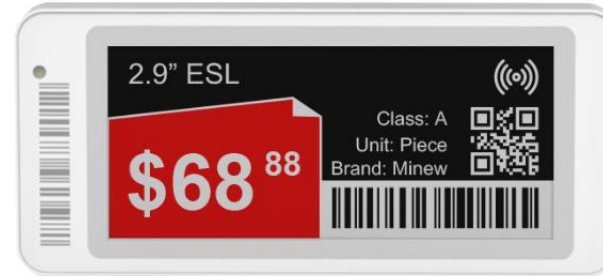 2.9” ESL
Class: A
Unit: Piece
Brand: Minew
$68 88